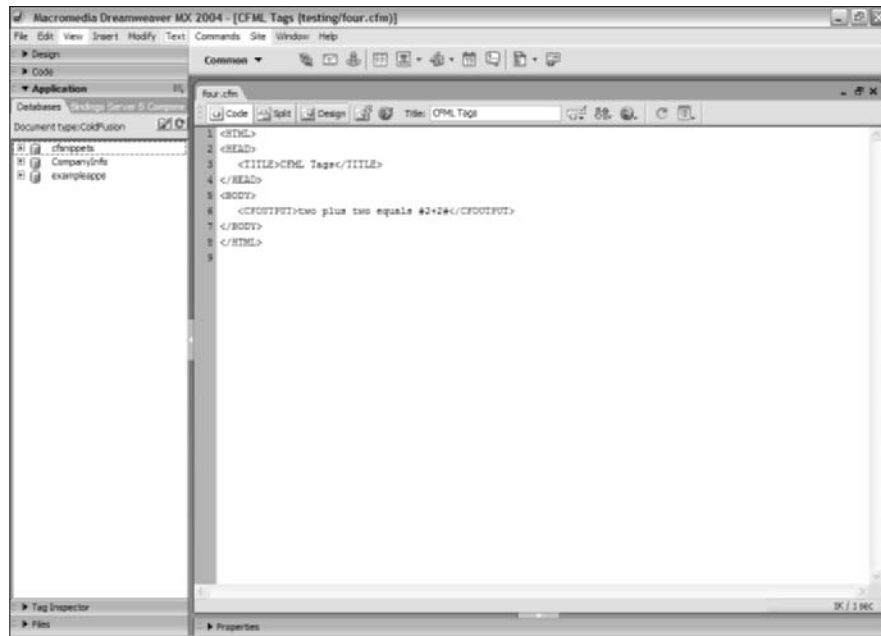 Macromedia Dreamweaver MX 2004 - [CFML Tags (testing/four.cfm)]
File Edit View Insert Modify Text Commands Site Window Help
Design
Code
Application
Databases Bindings Server B Compone
Document type:ColdFusion
cfsnippets
CompanyInfo
exampleapps
Tag Inspector
Files
Common
four.cfm
Code Split Design Title: CFML Tags
1 <HTML>
2 <HEAD>
3 <TITLE>CFML Tags</TITLE>
4 </HEAD>
5 <BODY>
6 <CFOUTPUT>two plus two equals #2+2#</CFOUTPUT>
7 </BODY>
8 </HTML>
9
1K / 1 sec
Properties